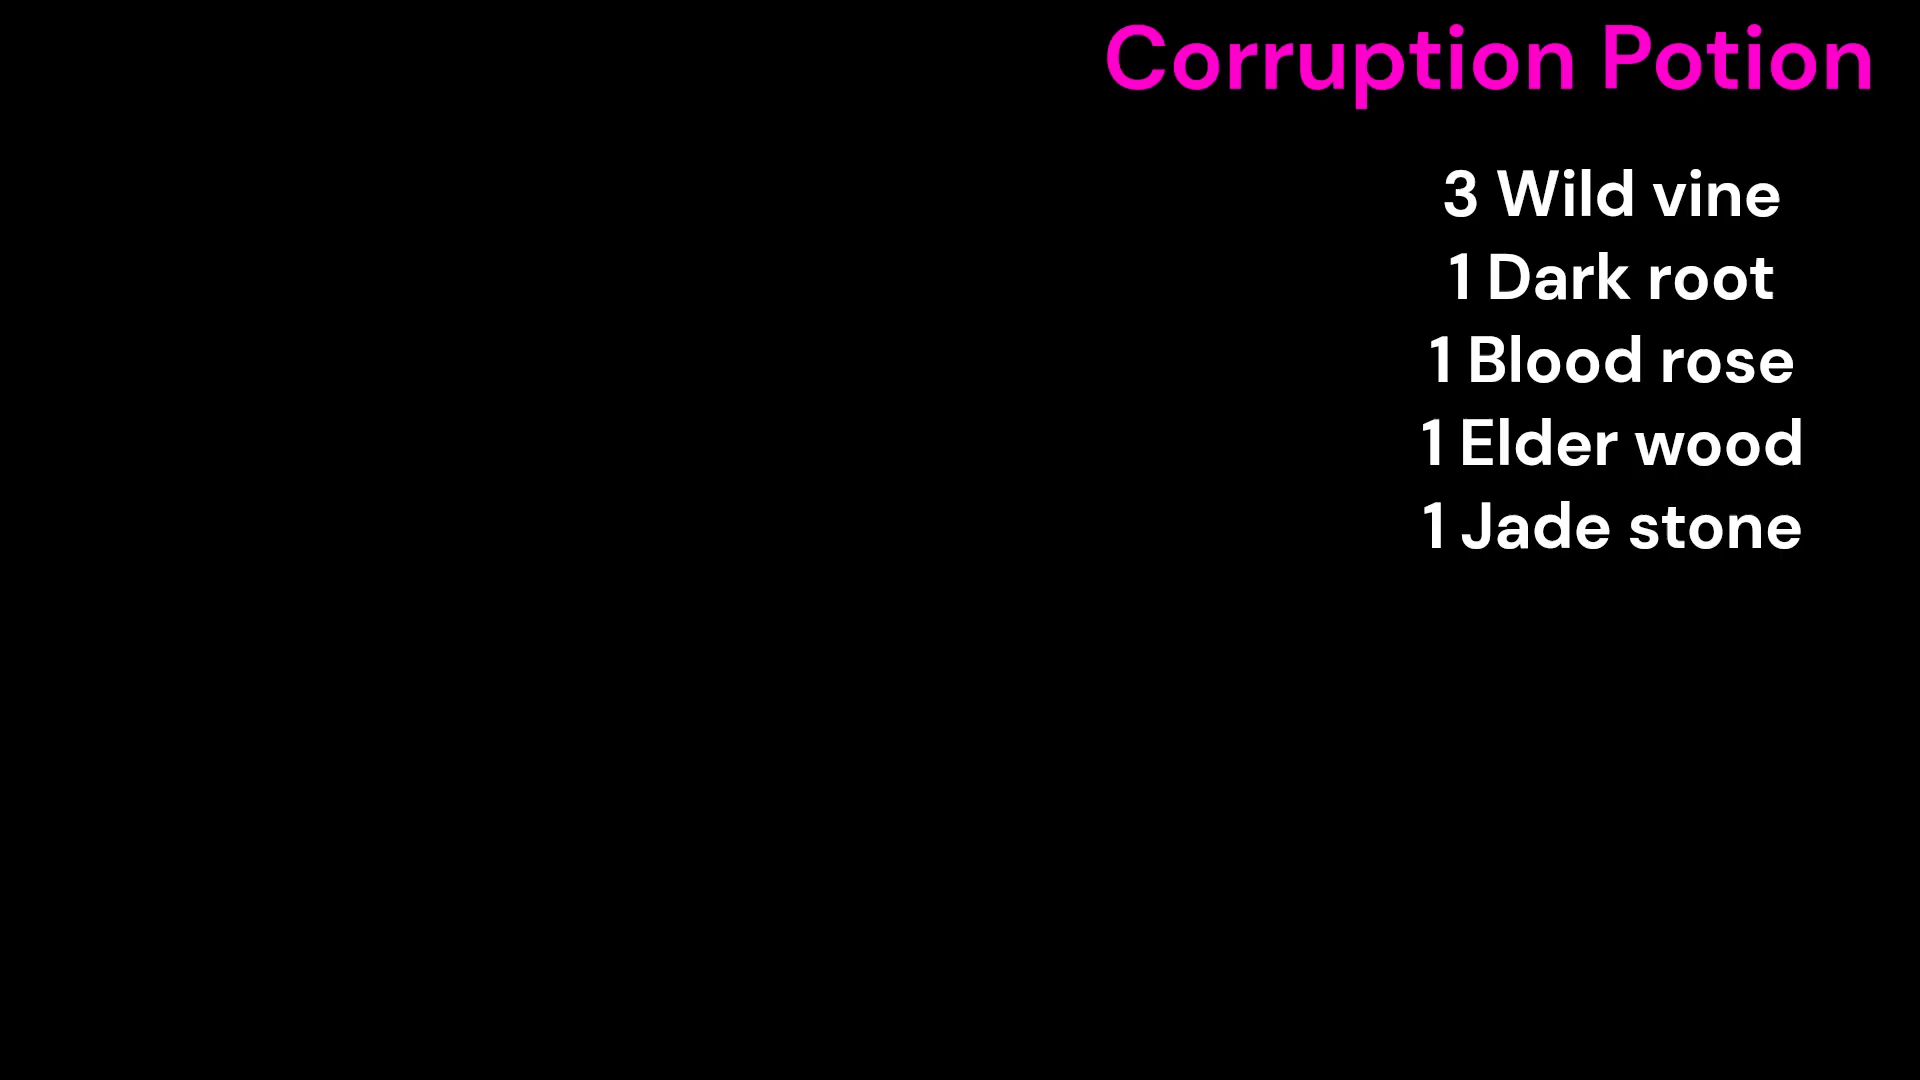 Corruption Potion
3 Wild vine
1 Dark root
1 Blood rose
1 Elder wood
1 Jade stone